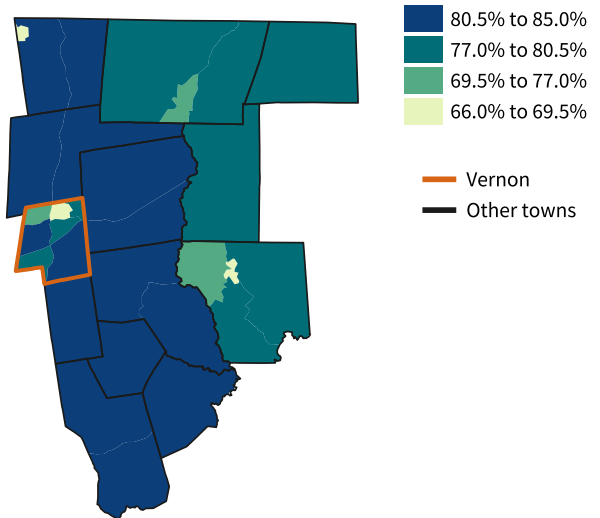 80.5% to 85.0%
77.0% to 80.5%
69.5% to 77.0%
66.0% to 69.5%
Vernon
Other towns